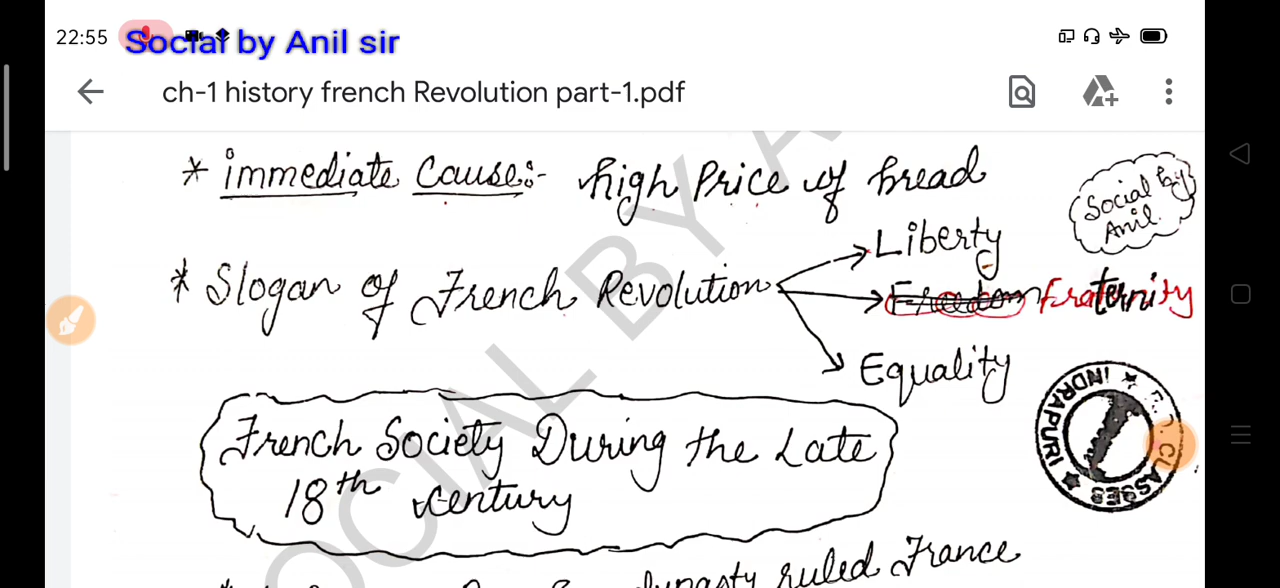 22:55
Social by Anil sir
ch-1 history french Revolution part-1.pdf
* immediate Cause:- high Price of bread
Social by
Anil.
* Slogan of French Revolution
Liberty
Freedom Fraternity
Equality
French Society During the Late
18th century
CLASSES
INDRAPURI
dynasty ruled France
SOCIAL BY A